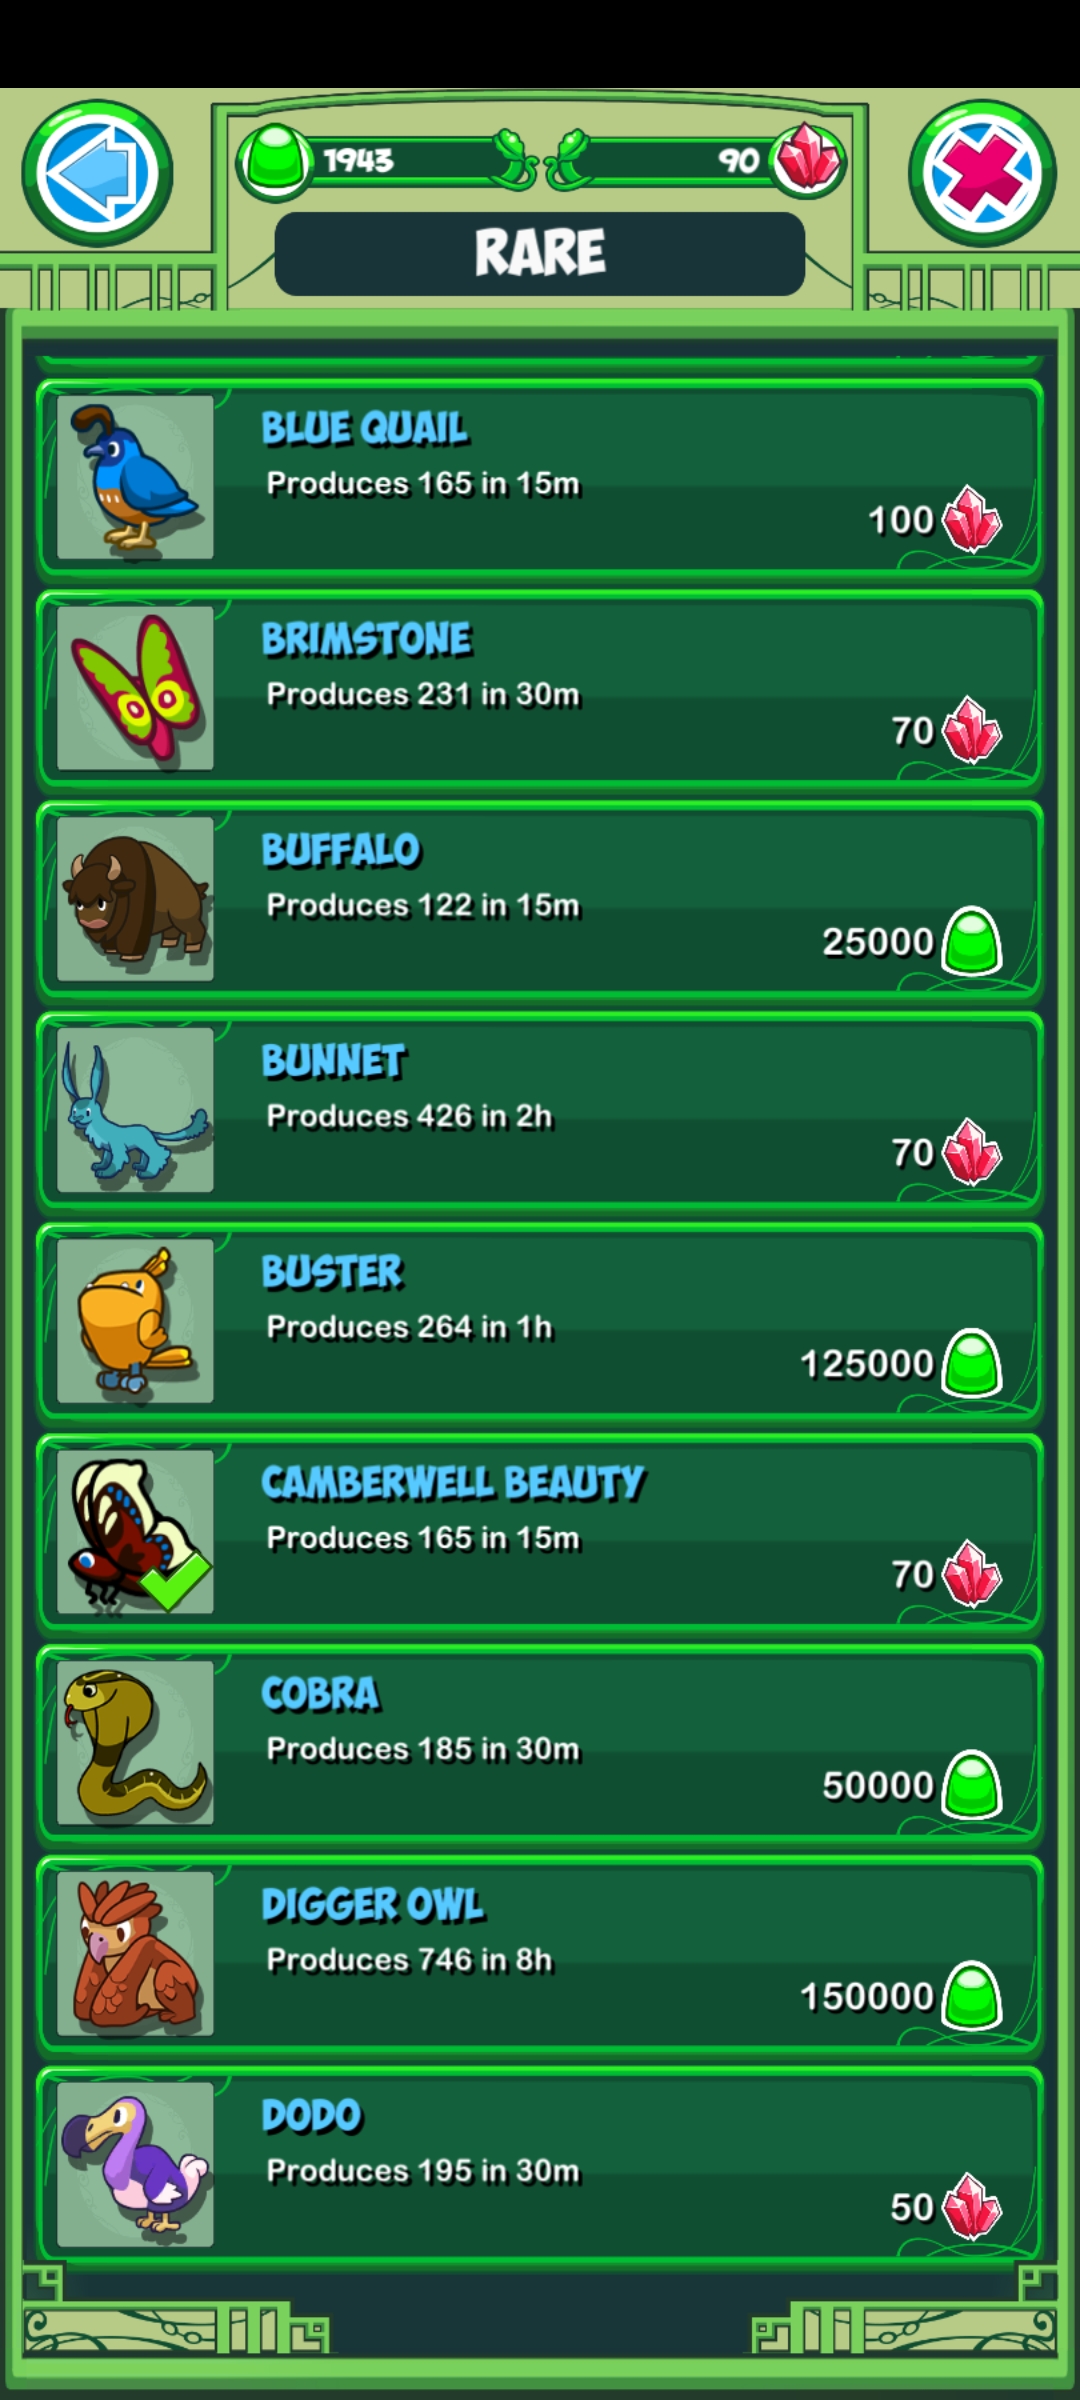 1943
90
RARE
BLUE QUAIL
Produces 165 in 15m
100
BRIMSTONE
Produces 231 in 30m
70
BUFFALO
Produces 122 in 15m
25000
BUNNET
Produces 426 in 2h
70
BUSTER
Produces 264 in 1h
125000
CAMBERWELL BEAUTY
Produces 165 in 15m
70
COBRA
Produces 185 in 30m
50000
DIGGER OWL
Produces 746 in 8h
150000
DODO
Produces 195 in 30m
50